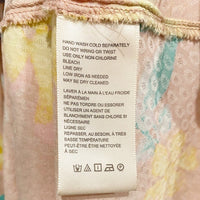 HAND WASH COLD SEPARATELY
DO NOT WRING OR TWIST
USE ONLY NON-CHLORINE
BLEACH
LINE DRY
LOW IRON AS NEEDED
MAY BE DRY CLEANED
LAVER À LA MAIN À L'EAU FROIDE
SÉPARÉMENT
NE PAS TORDRE OU ESSORER
UTILISER UN AGENT DE
BLANCHIMENT SANS CHLORE SI
NÉCESSAIRE
LIGNE SEC
REPASSER, AU BESOIN, À TRÈS
BASSE TEMPÉRATURE
PEUT-ÊTRE ÊTRE NETTOYÉE
À SEC